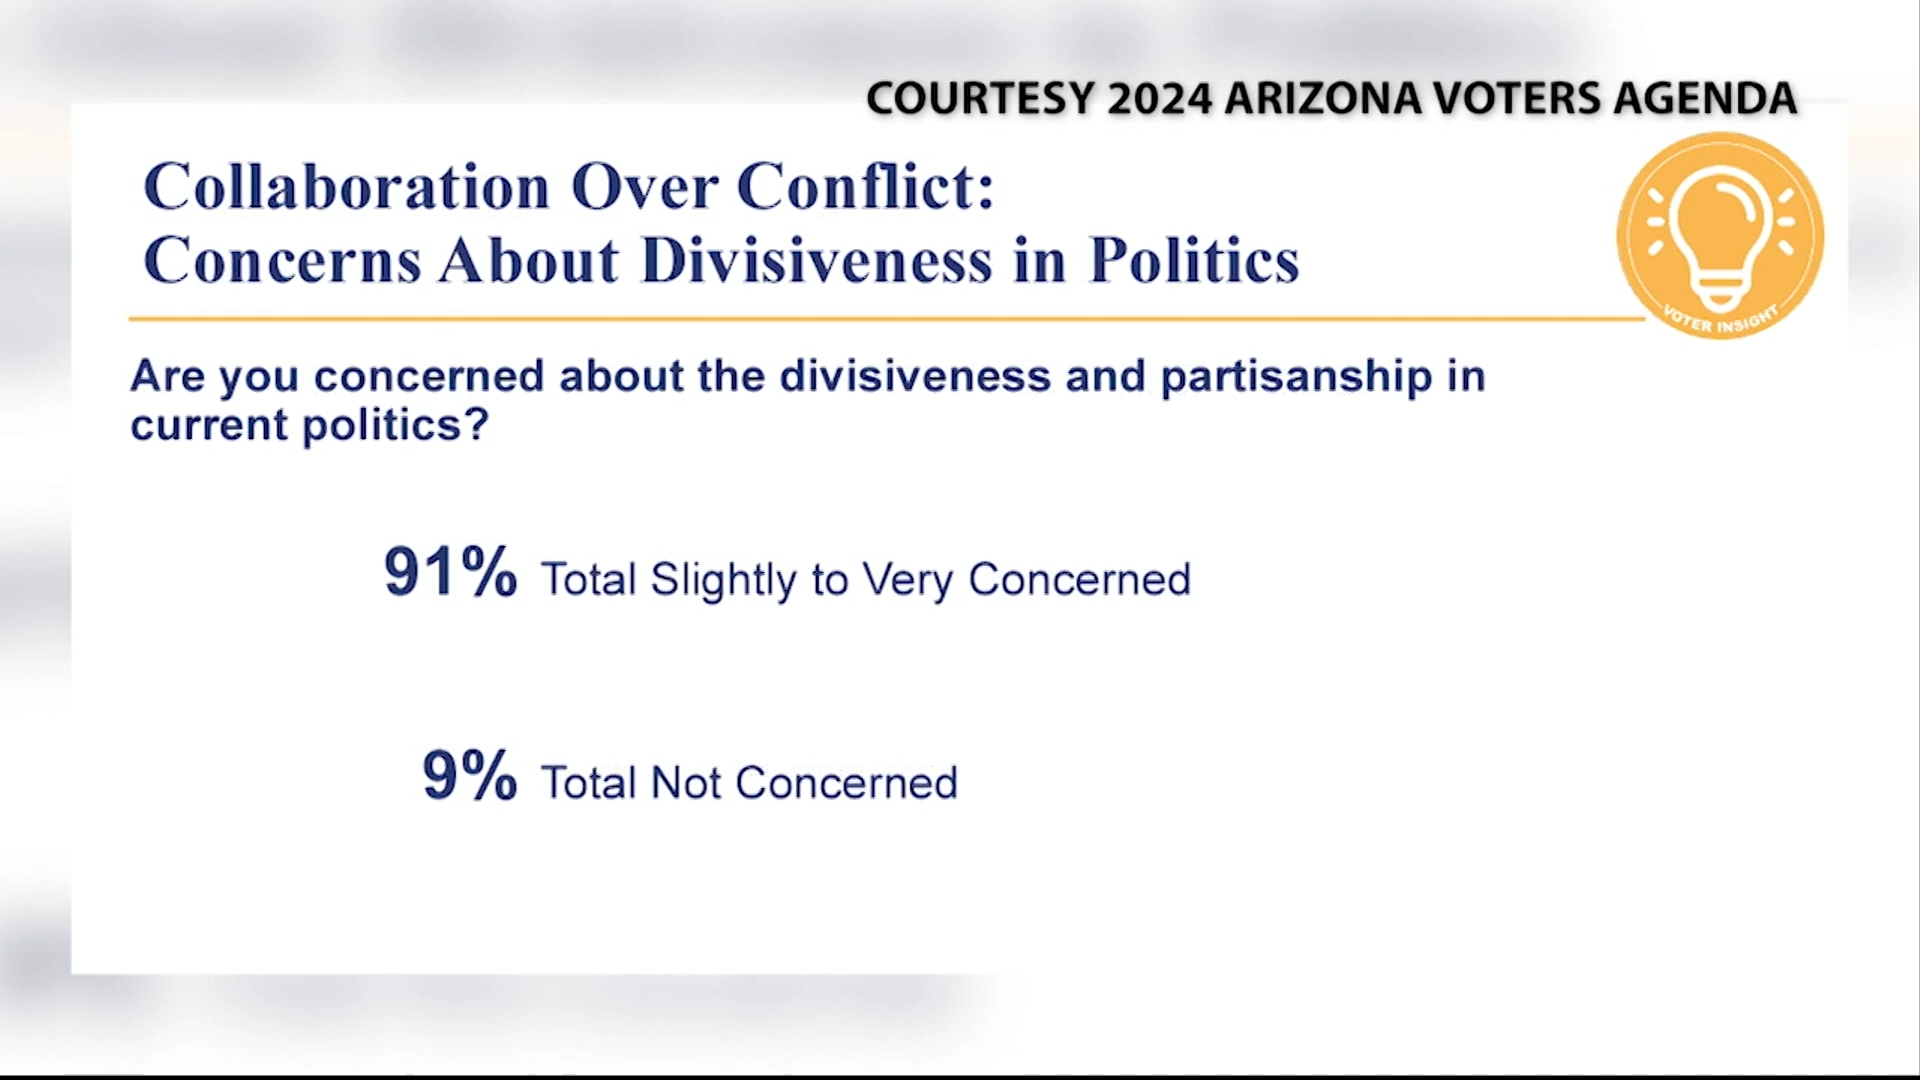 COURTESY 2024 ARIZONA VOTERS AGENDA
Collaboration Over Conflict:
Concerns About Divisiveness in Politics
VOTER INSIGHT
Are you concerned about the divisiveness and partisanship in
current politics?
91% Total Slightly to Very Concerned
9% Total Not Concerned